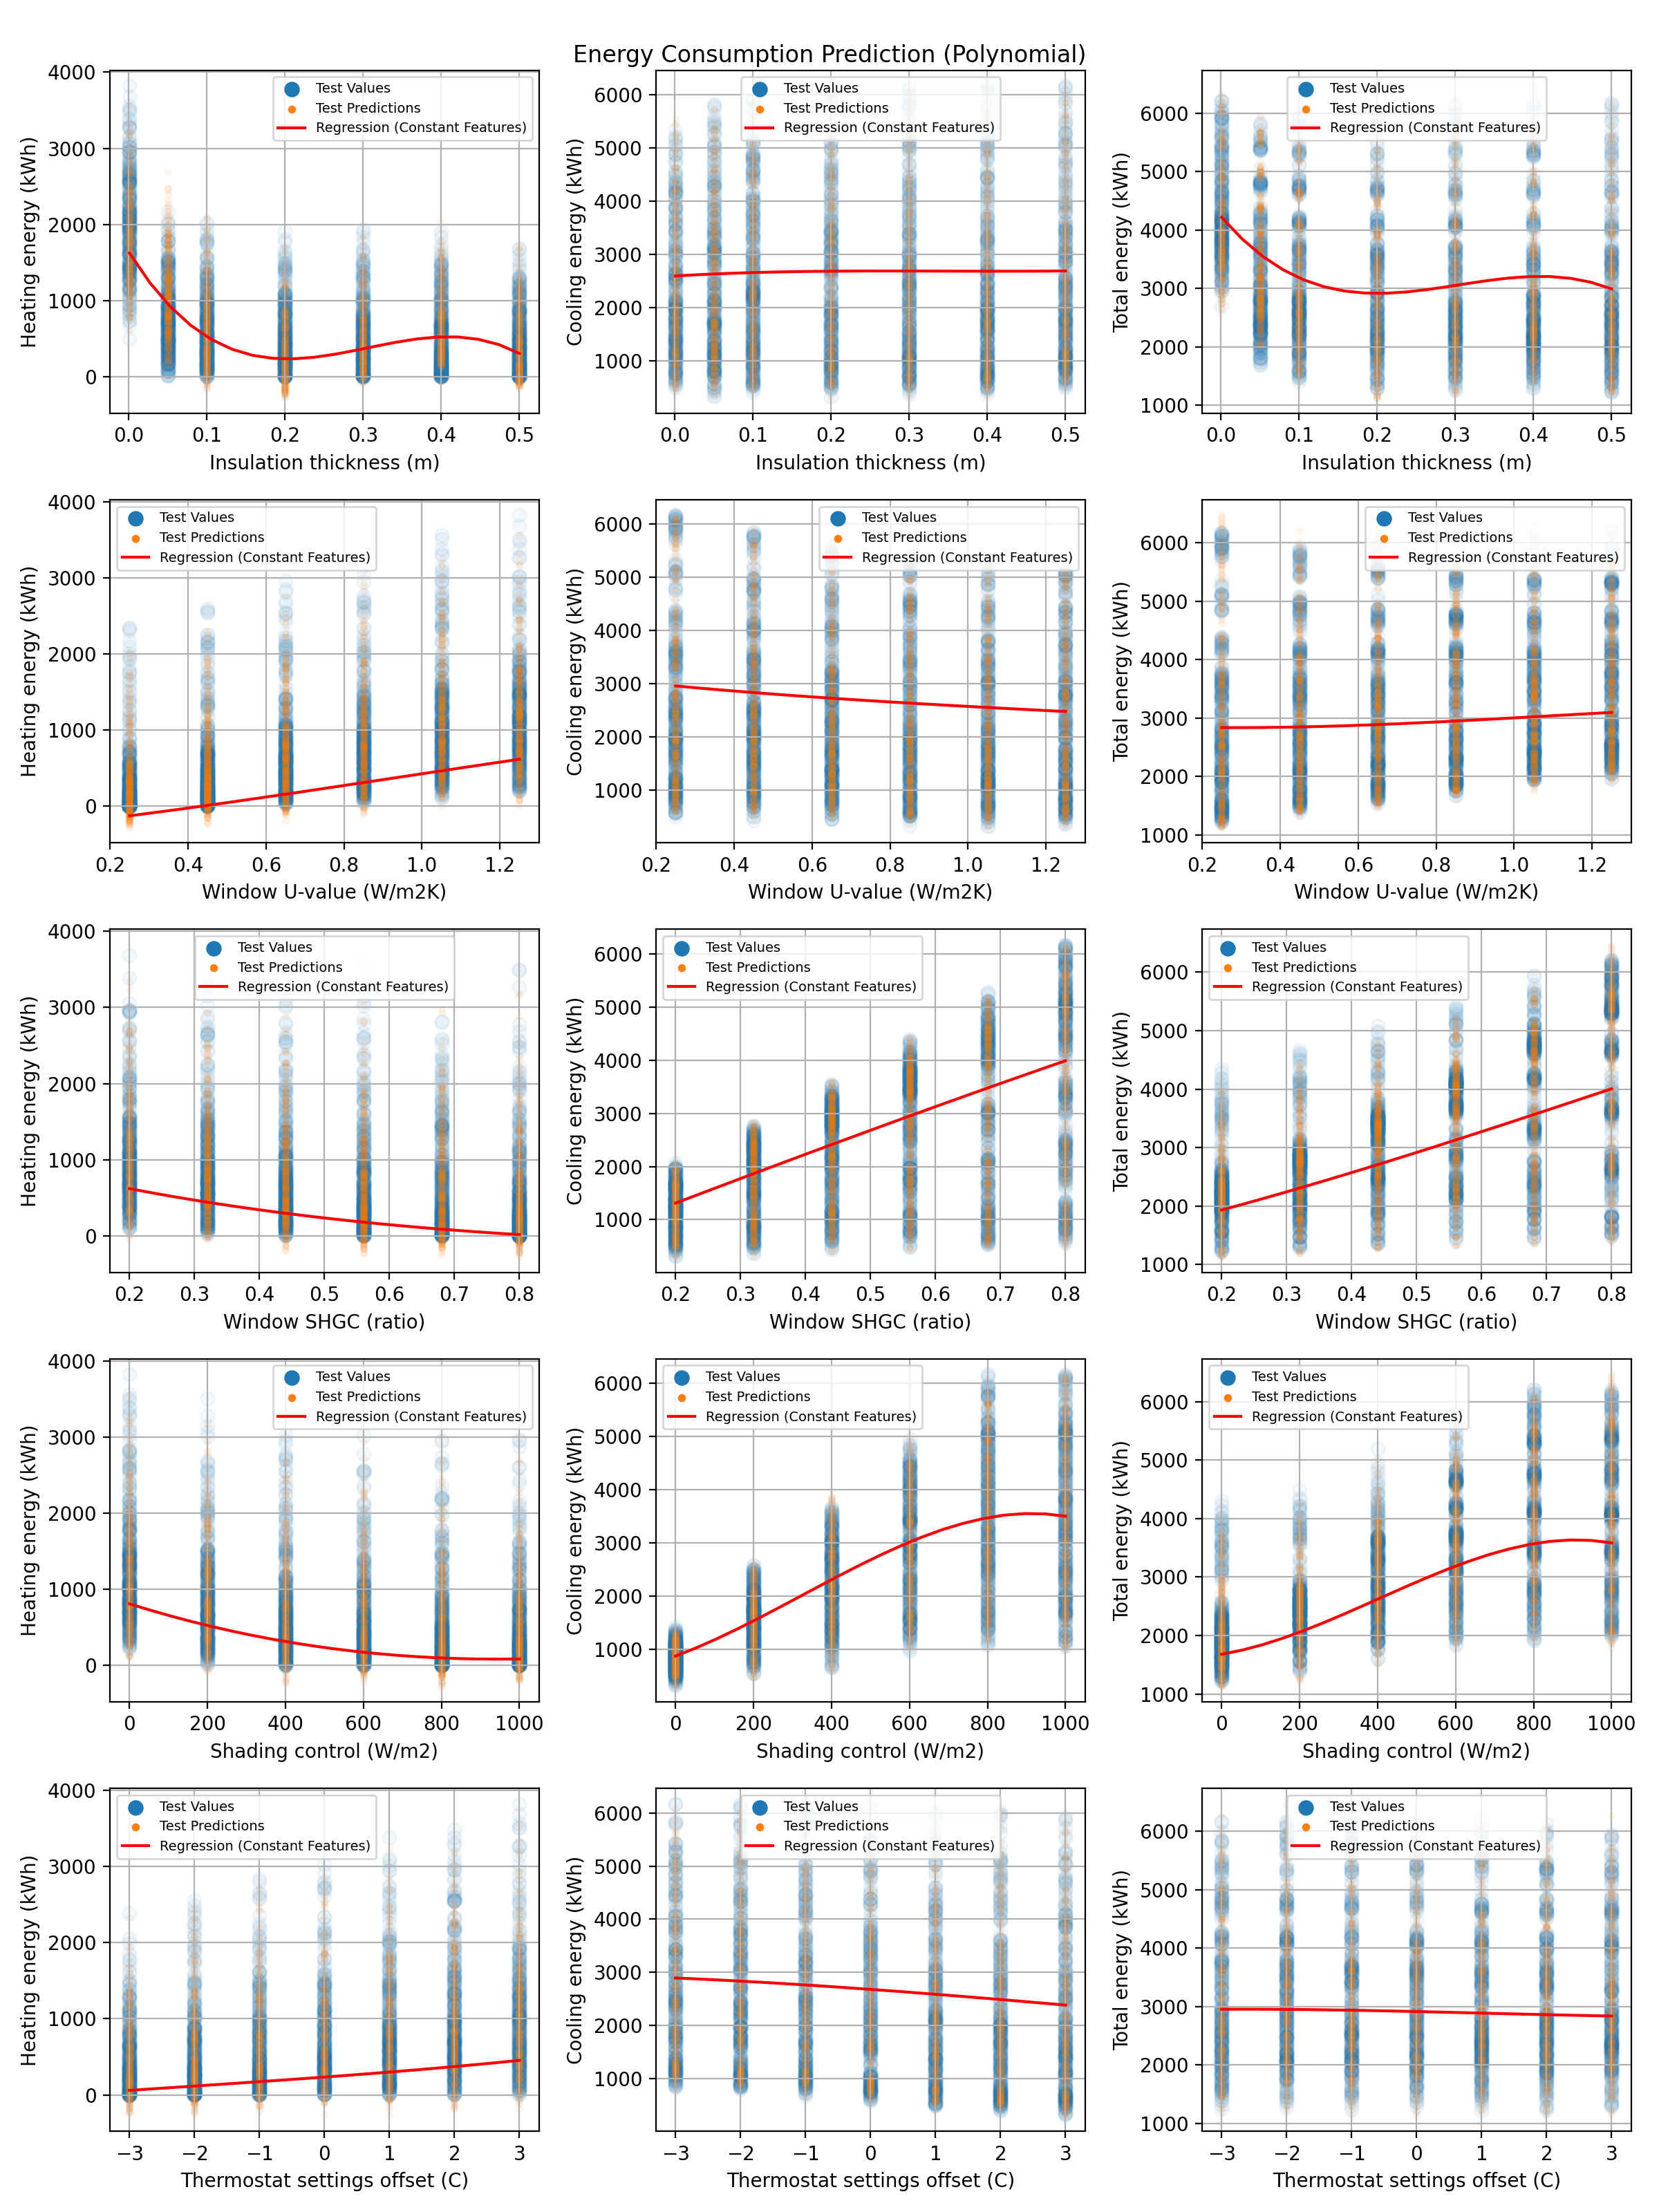 Energy Consumption Prediction (Polynomial)
4000
3000
2000
1000
0
Heating energy (kWh)
Test Values
Test Predictions
Regression (Constant Features)
0.0 0.1 0.2 0.3 0.4 0.5
Insulation thickness (m)
6000
5000
4000
3000
2000
1000
Cooling energy (kWh)
Test Values
Test Predictions
Regression (Constant Features)
0.0 0.1 0.2 0.3 0.4 0.5
Insulation thickness (m)
6000
5000
4000
3000
2000
1000
Total energy (kWh)
Test Values
Test Predictions
Regression (Constant Features)
0.0 0.1 0.2 0.3 0.4 0.5
Insulation thickness (m)
4000
3000
2000
1000
0
Heating energy (kWh)
Test Values
Test Predictions
Regression (Constant Features)
0.2 0.4 0.6 0.8 1.0 1.2
Window U-value (W/m2K)
6000
5000
4000
3000
2000
1000
Cooling energy (kWh)
Test Values
Test Predictions
Regression (Constant Features)
0.2 0.4 0.6 0.8 1.0 1.2
Window U-value (W/m2K)
6000
5000
4000
3000
2000
1000
Total energy (kWh)
Test Values
Test Predictions
Regression (Constant Features)
0.2 0.4 0.6 0.8 1.0 1.2
Window U-value (W/m2K)
4000
3000
2000
1000
0
Heating energy (kWh)
Test Values
Test Predictions
Regression (Constant Features)
0.2 0.3 0.4 0.5 0.6 0.7 0.8
Window SHGC (ratio)
6000
5000
4000
3000
2000
1000
Cooling energy (kWh)
Test Values
Test Predictions
Regression (Constant Features)
0.2 0.3 0.4 0.5 0.6 0.7 0.8
Window SHGC (ratio)
6000
5000
4000
3000
2000
1000
Total energy (kWh)
Test Values
Test Predictions
Regression (Constant Features)
0.2 0.3 0.4 0.5 0.6 0.7 0.8
Window SHGC (ratio)
4000
3000
2000
1000
0
Heating energy (kWh)
Test Values
Test Predictions
Regression (Constant Features)
0 200 400 600 800 1000
Shading control (W/m2)
6000
5000
4000
3000
2000
1000
Cooling energy (kWh)
Test Values
Test Predictions
Regression (Constant Features)
0 200 400 600 800 1000
Shading control (W/m2)
6000
5000
4000
3000
2000
1000
Total energy (kWh)
Test Values
Test Predictions
Regression (Constant Features)
0 200 400 600 800 1000
Shading control (W/m2)
4000
3000
2000
1000
0
Heating energy (kWh)
Test Values
Test Predictions
Regression (Constant Features)
−3 −2 −1 0 1 2 3
Thermostat settings offset (C)
6000
5000
4000
3000
2000
1000
Cooling energy (kWh)
Test Values
Test Predictions
Regression (Constant Features)
−3 −2 −1 0 1 2 3
Thermostat settings offset (C)
6000
5000
4000
3000
2000
1000
Total energy (kWh)
Test Values
Test Predictions
Regression (Constant Features)
−3 −2 −1 0 1 2 3
Thermostat settings offset (C)